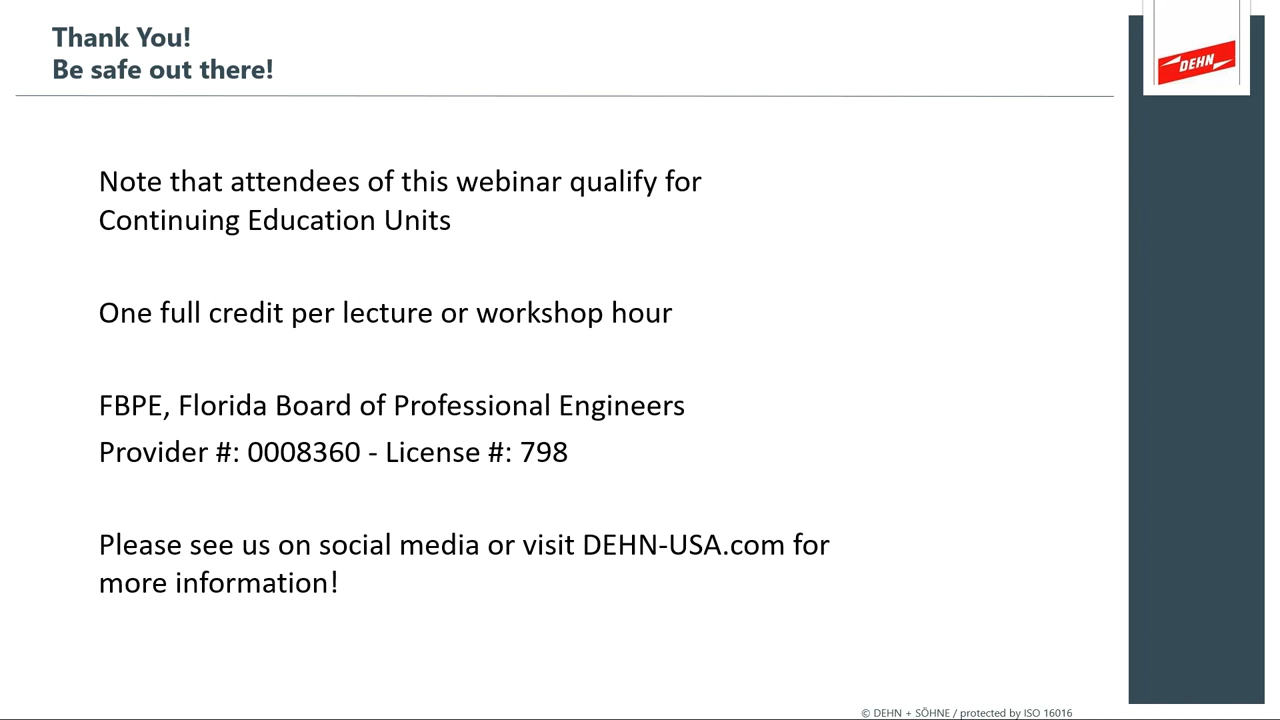 Thank You!
Be safe out there!
DEHN
Note that attendees of this webinar qualify for
Continuing Education Units
One full credit per lecture or workshop hour
FBPE, Florida Board of Professional Engineers
Provider #: 0008360 - License #: 798
Please see us on social media or visit DEHN-USA.com for
more information!
© DEHN + SÖHNE / protected by ISO 16016